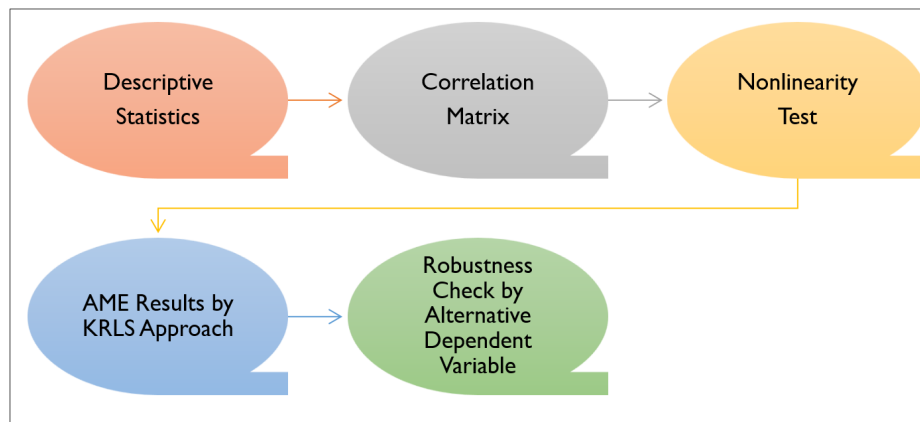 Descriptive
Statistics
Correlation
Matrix
Nonlinearity
Test
AME Results by
KRLS Approach
Robustness
Check by
Alternative
Dependent
Variable